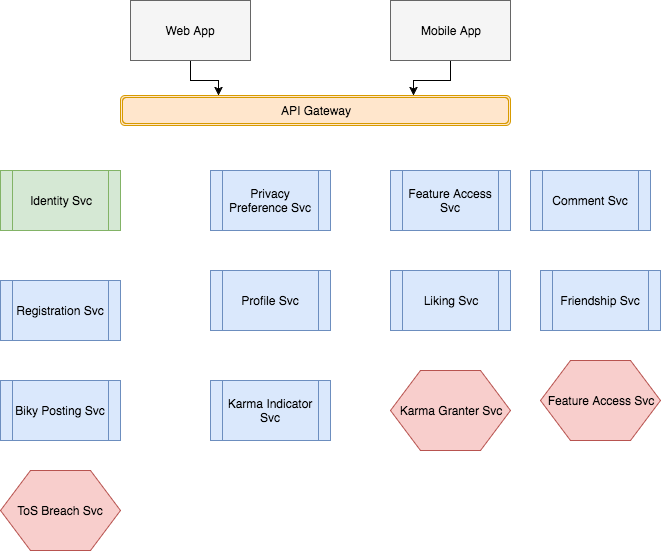 Web App
Mobile App
API Gateway
Identity Svc
Privacy
Preference Svc
Feature Access
Svc
Comment Svc
Registration Svc
Profile Svc
Liking Svc
Friendship Svc
Biky Posting Svc
Karma Indicator
Svc
Karma Granter Svc
Feature Access Svc
ToS Breach Svc